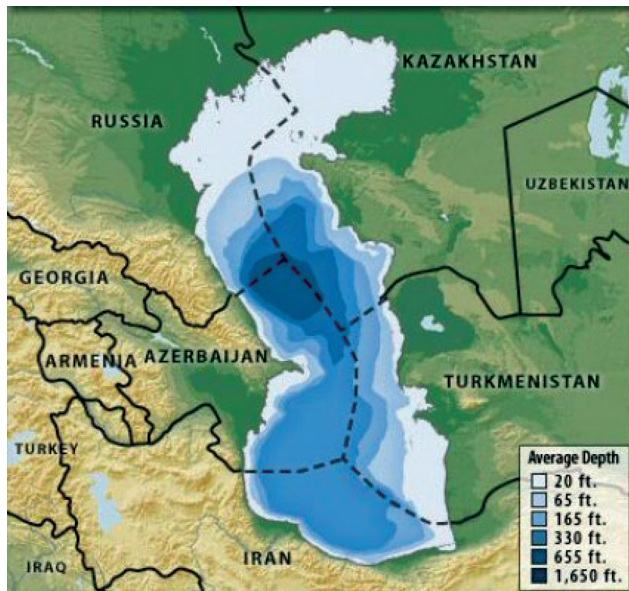 KAZAKHSTAN
RUSSIA
UZBEKISTAN
GEORGIA
ARMENIA
AZERBAIJAN
TURKMENISTAN
TURKEY
IRAN
IRAQ
Average Depth
20 ft.
65 ft.
165 ft.
330 ft.
655 ft.
1,650 ft.